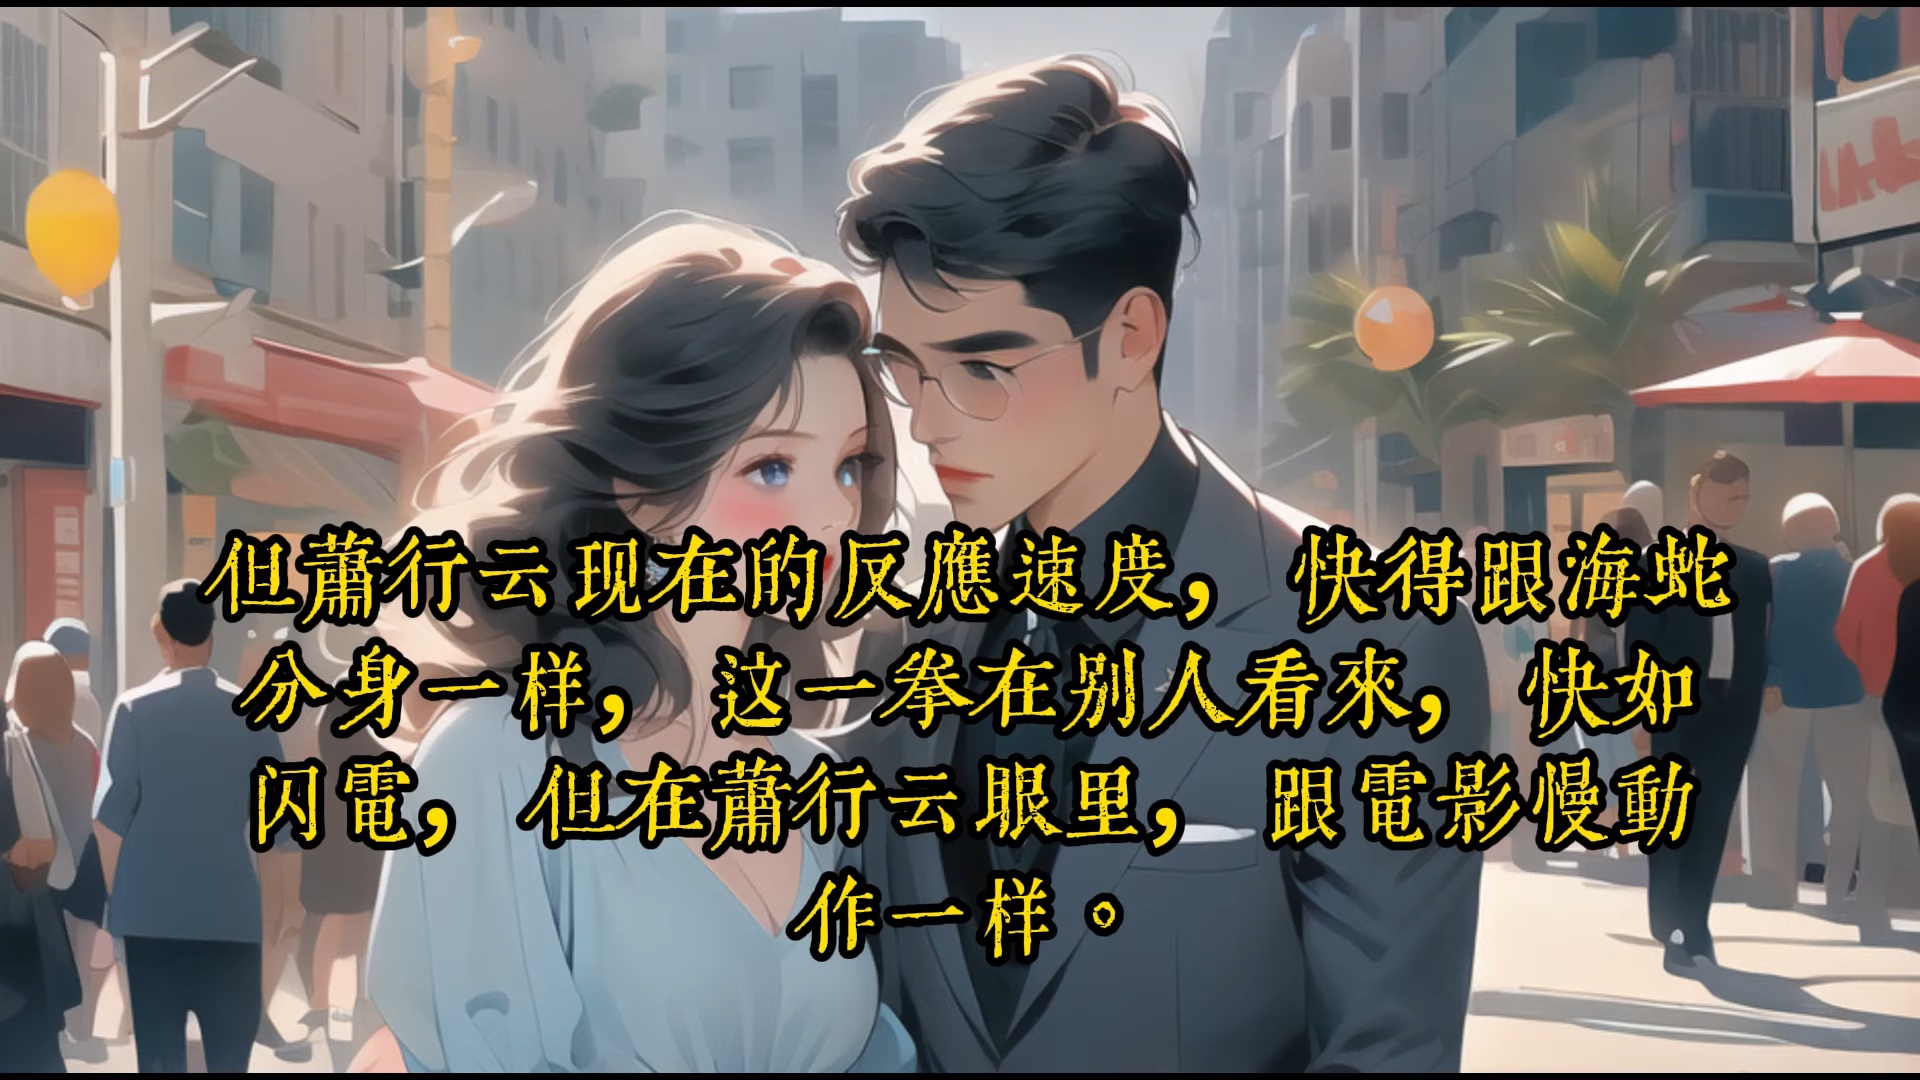 但蕭行云现在的反應速度，快得跟海蛇
分身一样，这一拳在别人看來，快如
闪電，但在蕭行云眼里，跟電影慢動
作一样。